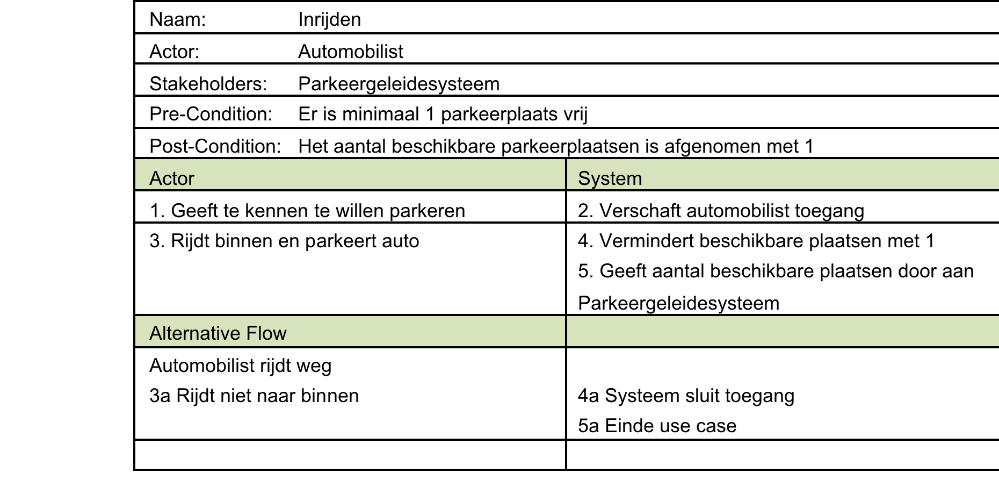 Naam: Inrijden
Actor: Automobilist
Stakeholders: Parkeergeleidesysteem
Pre-Condition: Er is minimaal 1 parkeerplaats vrij
Post-Condition: Het aantal beschikbare parkeerplaatsen is afgenomen met 1
Actor System
1. Geeft te kennen te willen parkeren 2. Verschaft automobilist toegang
3. Rijdt binnen en parkeert auto 4. Vermindert beschikbare plaatsen met 1
5. Geeft aantal beschikbare plaatsen door aan
Parkeergeleidesysteem
Alternative Flow
Automobilist rijdt weg
3a Rijdt niet naar binnen 4a Systeem sluit toegang
5a Einde use case